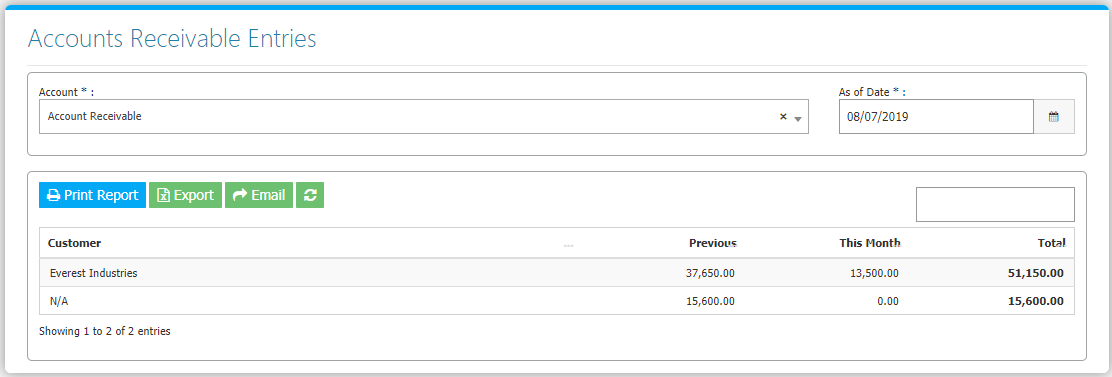 Accounts Receivable Entries
Account * : As of Date * :
Account Receivable × 08/07/2019
Print Report Export Email
Customer ... Previous This Month Total
Everest Industries 37,650.00 13,500.00 51,150.00
N/A 15,600.00 0.00 15,600.00
Showing 1 to 2 of 2 entries